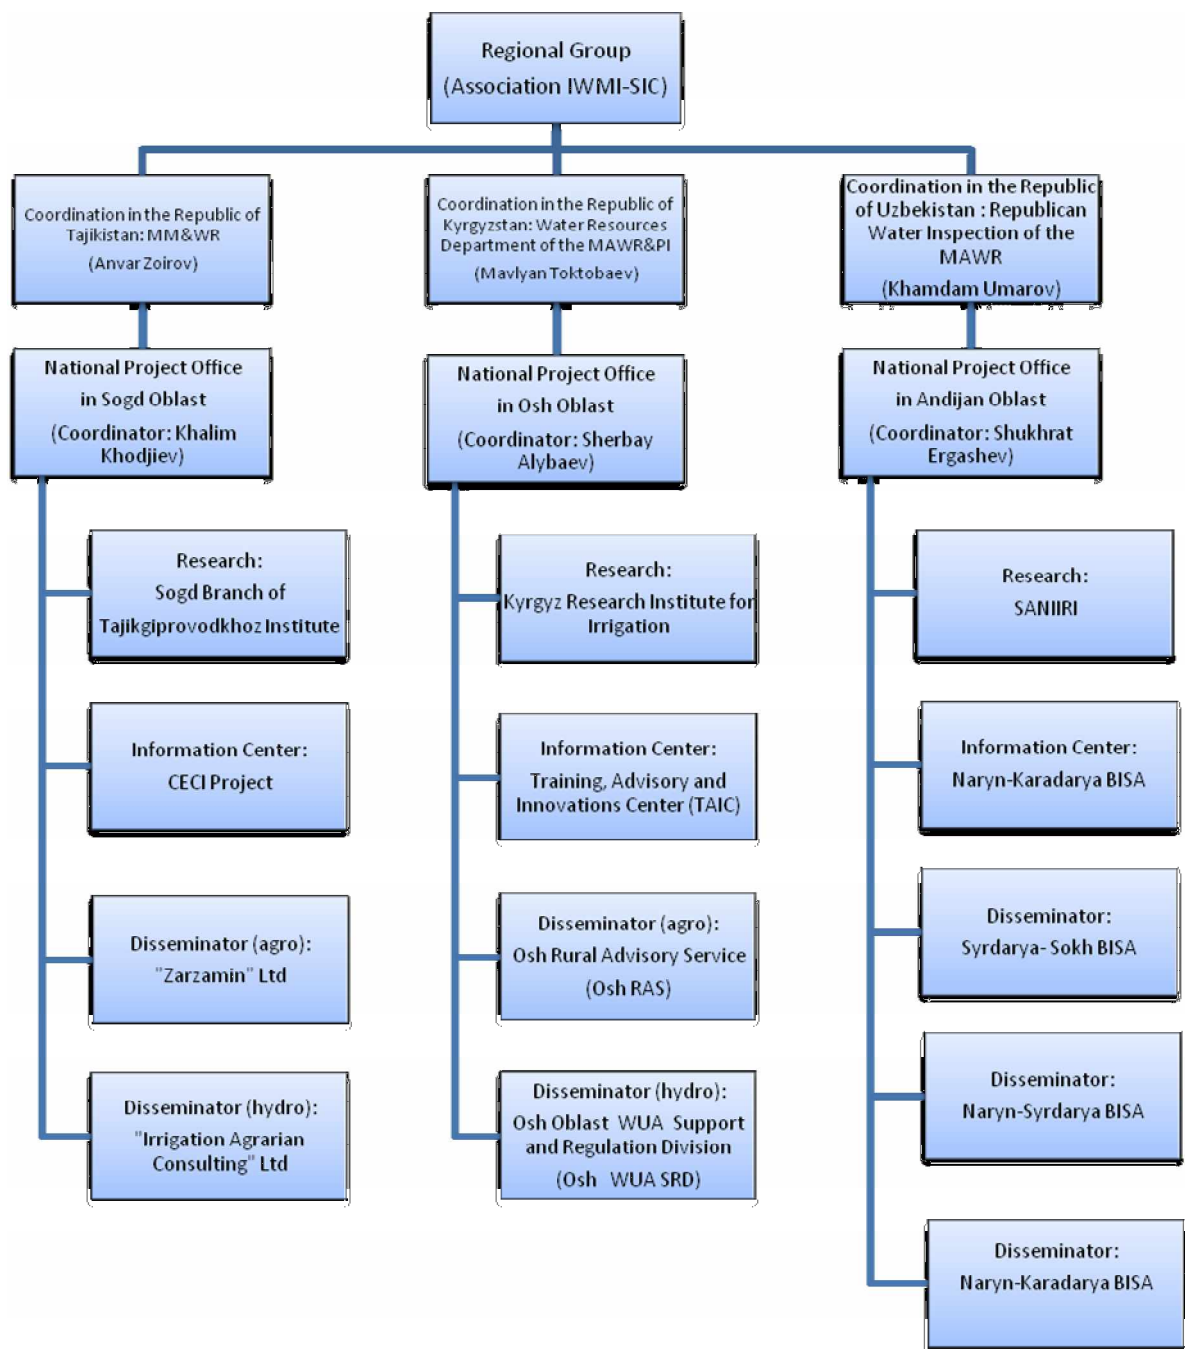 Regional Group
(Association IWMI-SIC)
Coordination in the Republic of
Tajikistan: MM&WR
(Anvar Zoirov)
Coordination in the Republic of
Kyrgyzstan: Water Resources
Department of the MAWR&PI
(Mavlyan Toktobaev)
Coordination in the Republic
of Uzbekistan : Republican
Water Inspection of the
MAWR
(Khamdam Umarov)
National Project Office
in Sogd Oblast
(Coordinator: Khalim
Khodjiev)
National Project Office
in Osh Oblast
(Coordinator: Sherbay
Alybaev)
National Project Office
in Andijan Oblast
(Coordinator: Shukhrat
Ergashev)
Research:
Sogd Branch of
Tajikgiprovodkhoz Institute
Research:
Kyrgyz Research Institute for
Irrigation
Research:
SANIIRI
Information Center:
CECI Project
Information Center:
Training, Advisory and
Innovations Center (TAIC)
Information Center:
Naryn-Karadarya BISA
Disseminator (agro):
"Zarzamin" Ltd
Disseminator (agro):
Osh Rural Advisory Service
(Osh RAS)
Disseminator:
Syrdarya- Sokh BISA
Disseminator (hydro):
"Irrigation Agrarian
Consulting" Ltd
Disseminator (hydro):
Osh Oblast WUA Support
and Regulation Division
(Osh WUA SRD)
Disseminator:
Naryn-Syrdarya BISA
Disseminator:
Naryn-Karadarya BISA